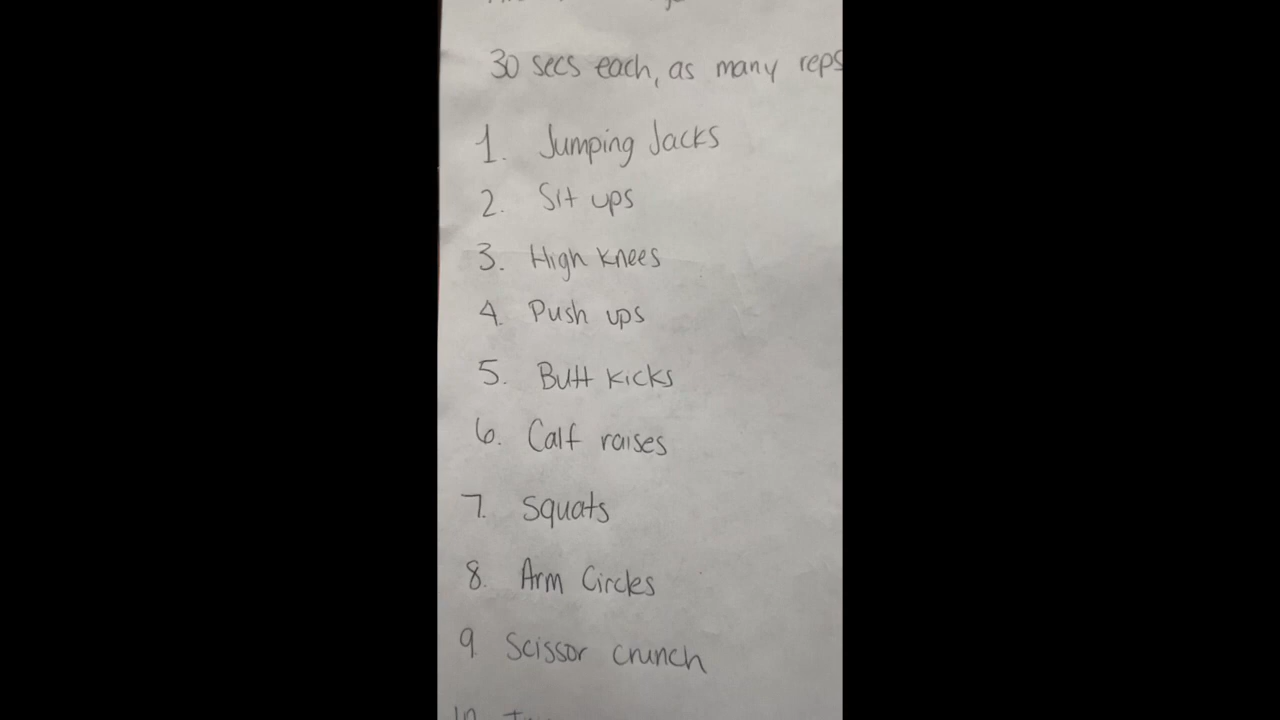 30 secs each, as many reps
1. Jumping Jacks
2. Sit ups
3. High knees
4. Push ups
5. Butt kicks
6. Calf raises
7. Squats
8. Arm Circles
9. Scissor crunch
10.